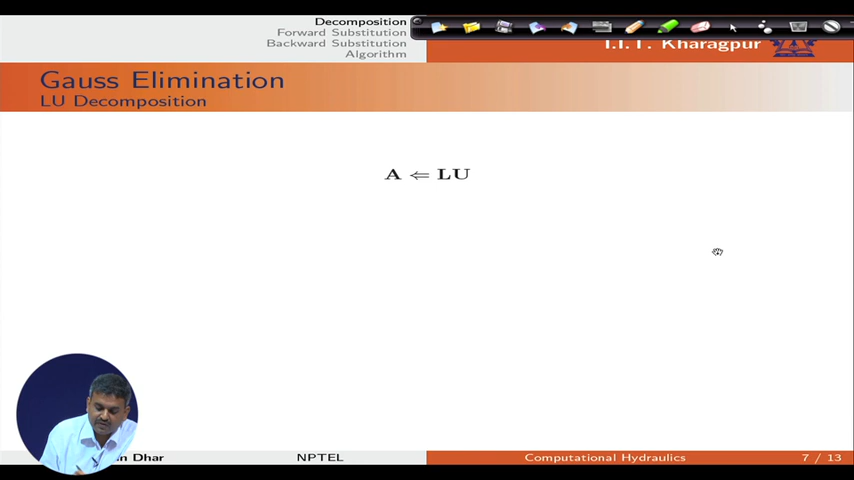 Decomposition
Forward Substitution
Backward Substitution
Algorithm
I.I.T. Kharagpur
Gauss Elimination
LU Decomposition
A ⇐ LU
Dhar
NPTEL
Computational Hydraulics
7 / 13